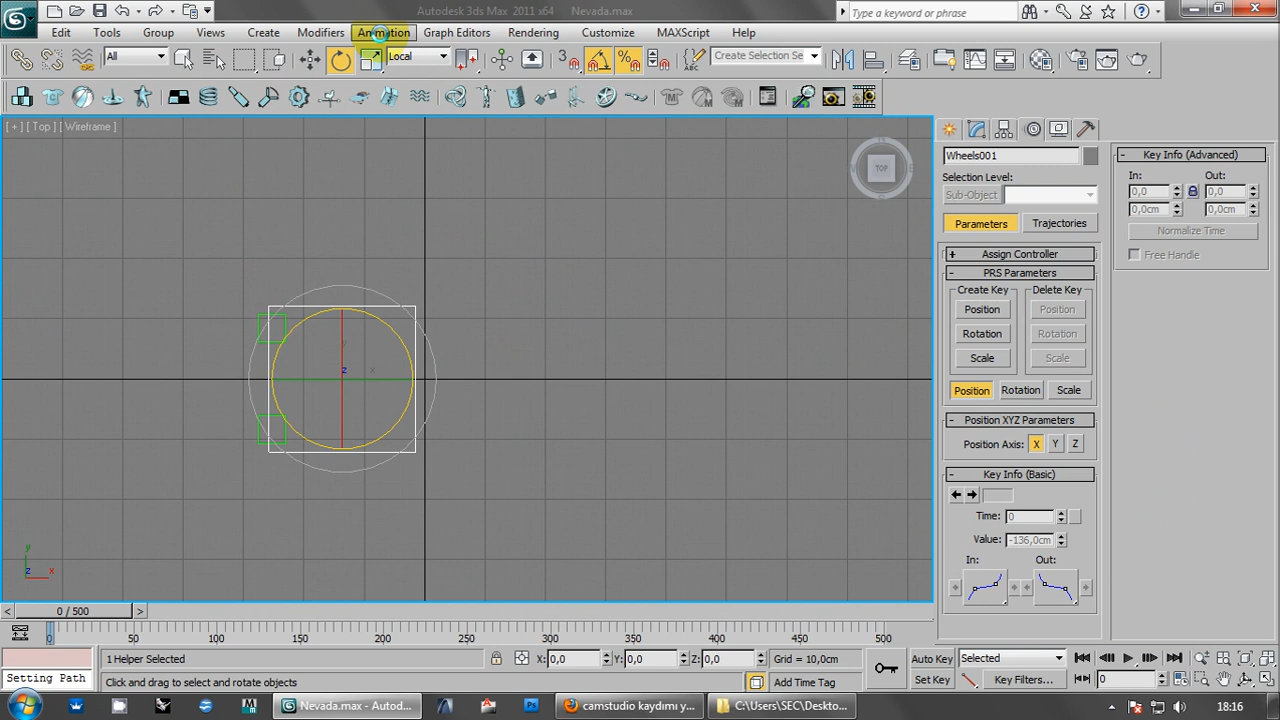 Autodesk 3ds Max 2011 x64 Nevada.max
Type a keyword or phrase
Edit Tools Group Views Create Modifiers Animation Graph Editors Rendering Customize MAXScript Help
All Local Create Selection Se
[ + ] [ Top ] [ Wireframe ]
TOP
y
z x
y
z x
Wheels001
Selection Level:
Sub-Object
Parameters Trajectories
+ Assign Controller
- PRS Parameters
Create Key Delete Key
Position Position
Rotation Rotation
Scale Scale
Position Rotation Scale
- Position XYZ Parameters
Position Axis: X Y Z
- Key Info (Basic)
Time: 0
Value: -136,0cm
In: Out:
- Key Info (Advanced)
In: Out:
0,0 0,0
0,0cm 0,0cm
Normalize Time
Free Handle
< 0 / 500 >
0 50 100 150 200 250 300 350 400 450 500
1 Helper Selected X: 0,0 Y: 0,0 Z: 0,0 Grid = 10,0cm Auto Key Selected
Setting Path Click and drag to select and rotate objects Add Time Tag Set Key Key Filters... 0
Nevada.max - Autod... camstudio kaydımı y... C:\Users\SEC\Deskto... 18:16